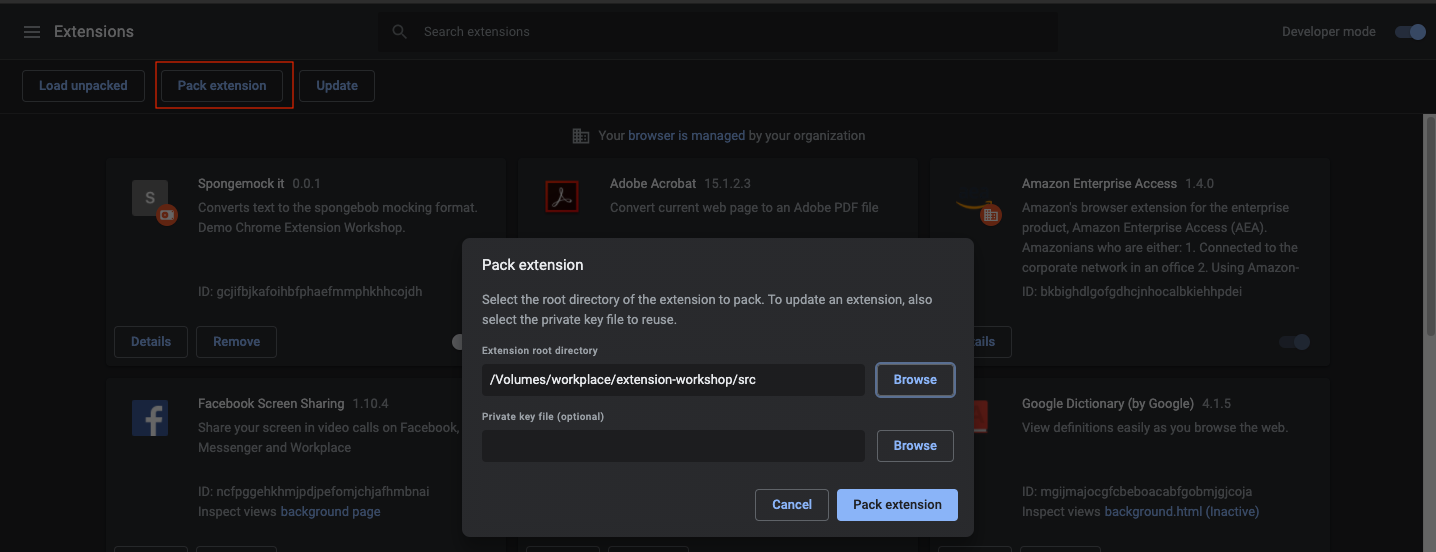 Extensions
Search extensions
Developer mode
Load unpacked
Pack extension
Update
Your browser is managed by your organization
S
Spongemock it 0.0.1
Converts text to the spongebob mocking format.
Demo Chrome Extension Workshop.
ID: gcjifbjkafoihbfphaefmmphkhhcojdh
Details
Remove
Adobe Acrobat 15.1.2.3
Convert current web page to an Adobe PDF file
Amazon Enterprise Access 1.4.0
Amazon's browser extension for the enterprise
product, Amazon Enterprise Access (AEA).
Amazonians who are either: 1. Connected to the
corporate network in an office 2. Using Amazon-
ID: bkbighdlgofgdhcjnhocalbkiehhpdei
ails
Pack extension
Select the root directory of the extension to pack. To update an extension, also
select the private key file to reuse.
Extension root directory
/Volumes/workplace/extension-workshop/src
Browse
Private key file (optional)
Browse
Cancel
Pack extension
Facebook Screen Sharing 1.10.4
Share your screen in video calls on Facebook,
Messenger and Workplace
ID: ncfpggehkhmjpdjpefomjchjafhmbnai
Inspect views background page
Google Dictionary (by Google) 4.1.5
View definitions easily as you browse the web.
ID: mgijmajocgfcbeboacabfgobmjgjcoja
Inspect views background.html (Inactive)